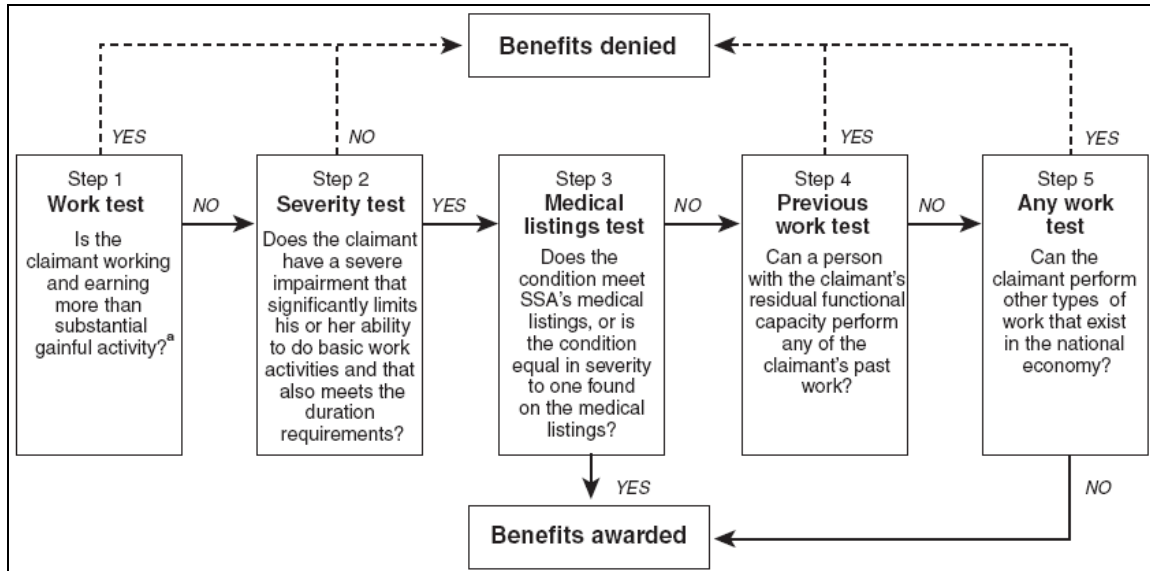 Benefits denied
YES
NO
YES
YES
Step 1
Work test
Is the
claimant working
and earning
more than
substantial
gainful activity?a
NO
Step 2
Severity test
Does the claimant
have a severe
impairment that
significantly limits
his or her ability
to do basic work
activities and that
also meets the
duration
requirements?
YES
Step 3
Medical
listings test
Does the
condition meet
SSA's medical
listings, or is
the condition
equal in severity
to one found
on the medical
listings?
NO
Step 4
Previous
work test
Can a person
with the claimant's
residual functional
capacity perform
any of the
claimant's past
work?
NO
Step 5
Any work
test
Can the
claimant perform
other types of
work that exist
in the national
economy?
YES
NO
Benefits awarded